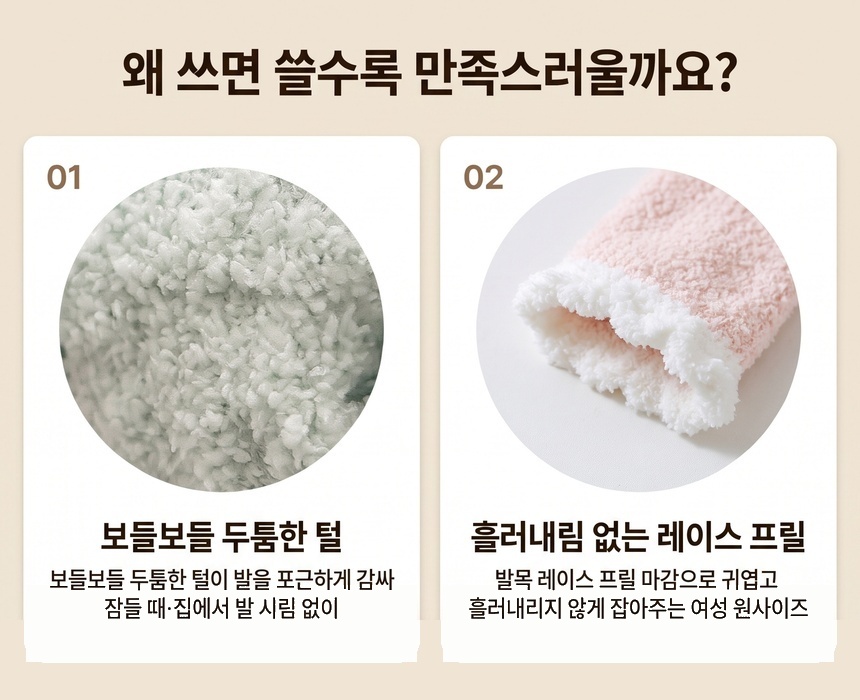 왜 쓰면 쓸수록 만족스러울까요?
01
보들보들 두툼한 털
보들보들 두툼한 털이 발을 포근하게 감싸
잠들 때·집에서 발 시림 없이
02
흘러내림 없는 레이스 프릴
발목 레이스 프릴 마감으로 귀엽고
흘러내리지 않게 잡아주는 여성 원사이즈